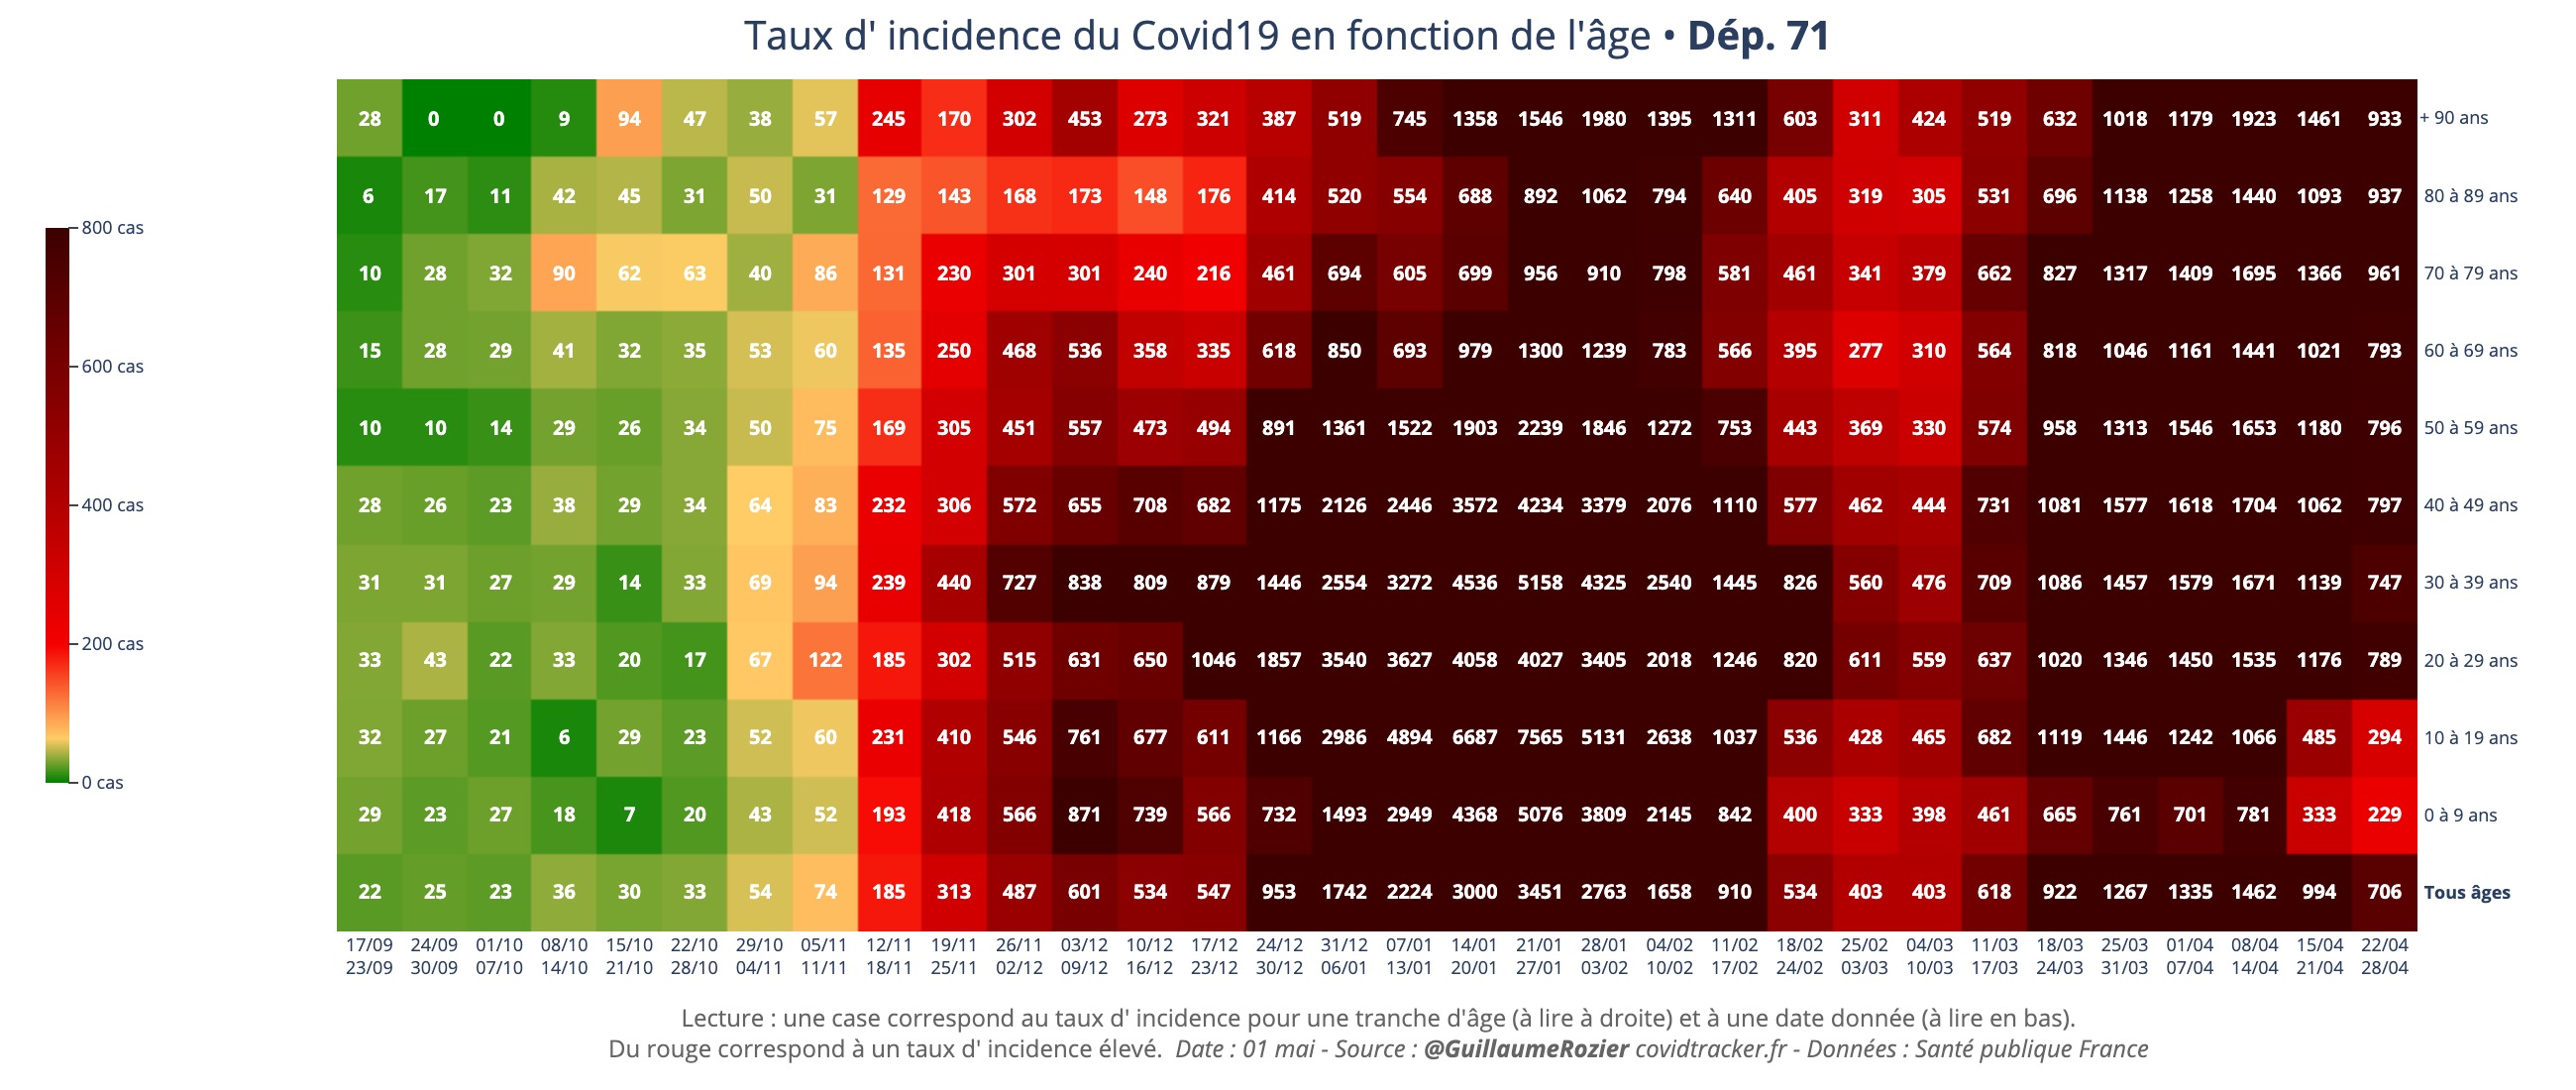 Taux d' incidence du Covid19 en fonction de l'âge • Dép. 71
28 0 0 9 94 47 38 57 245 170 302 453 273 321 387 519 745 1358 1546 1980 1395 1311 603 311 424 519 632 1018 1179 1923 1461 933 + 90 ans
6 17 11 42 45 31 50 31 129 143 168 173 148 176 414 520 554 688 892 1062 794 640 405 319 305 531 696 1138 1258 1440 1093 937 80 à 89 ans
800 cas
10 28 32 90 62 63 40 86 131 230 301 301 240 216 461 694 605 699 956 910 798 581 461 341 379 662 827 1317 1409 1695 1366 961 70 à 79 ans
15 28 29 41 32 35 53 60 135 250 468 536 358 335 618 850 693 979 1300 1239 783 566 395 277 310 564 818 1046 1161 1441 1021 793 60 à 69 ans
600 cas
10 10 14 29 26 34 50 75 169 305 451 557 473 494 891 1361 1522 1903 2239 1846 1272 753 443 369 330 574 958 1313 1546 1653 1180 796 50 à 59 ans
400 cas
28 26 23 38 29 34 64 83 232 306 572 655 708 682 1175 2126 2446 3572 4234 3379 2076 1110 577 462 444 731 1081 1577 1618 1704 1062 797 40 à 49 ans
31 31 27 29 14 33 69 94 239 440 727 838 809 879 1446 2554 3272 4536 5158 4325 2540 1445 826 560 476 709 1086 1457 1579 1671 1139 747 30 à 39 ans
200 cas
33 43 22 33 20 17 67 122 185 302 515 631 650 1046 1857 3540 3627 4058 4027 3405 2018 1246 820 611 559 637 1020 1346 1450 1535 1176 789 20 à 29 ans
32 27 21 6 29 23 52 60 231 410 546 761 677 611 1166 2986 4894 6687 7565 5131 2638 1037 536 428 465 682 1119 1446 1242 1066 485 294 10 à 19 ans
0 cas
29 23 27 18 7 20 43 52 193 418 566 871 739 566 732 1493 2949 4368 5076 3809 2145 842 400 333 398 461 665 761 701 781 333 229 0 à 9 ans
22 25 23 36 30 33 54 74 185 313 487 601 534 547 953 1742 2224 3000 3451 2763 1658 910 534 403 403 618 922 1267 1335 1462 994 706 Tous âges
17/09 24/09 01/10 08/10 15/10 22/10 29/10 05/11 12/11 19/11 26/11 03/12 10/12 17/12 24/12 31/12 07/01 14/01 21/01 28/01 04/02 11/02 18/02 25/02 04/03 11/03 18/03 25/03 01/04 08/04 15/04 22/04
23/09 30/09 07/10 14/10 21/10 28/10 04/11 11/11 18/11 25/11 02/12 09/12 16/12 23/12 30/12 06/01 13/01 20/01 27/01 03/02 10/02 17/02 24/02 03/03 10/03 17/03 24/03 31/03 07/04 14/04 21/04 28/04
Lecture : une case correspond au taux d' incidence pour une tranche d'âge (à lire à droite) et à une date donnée (à lire en bas).
Du rouge correspond à un taux d' incidence élevé. Date : 01 mai - Source : @GuillaumeRozier covidtracker.fr - Données : Santé publique France